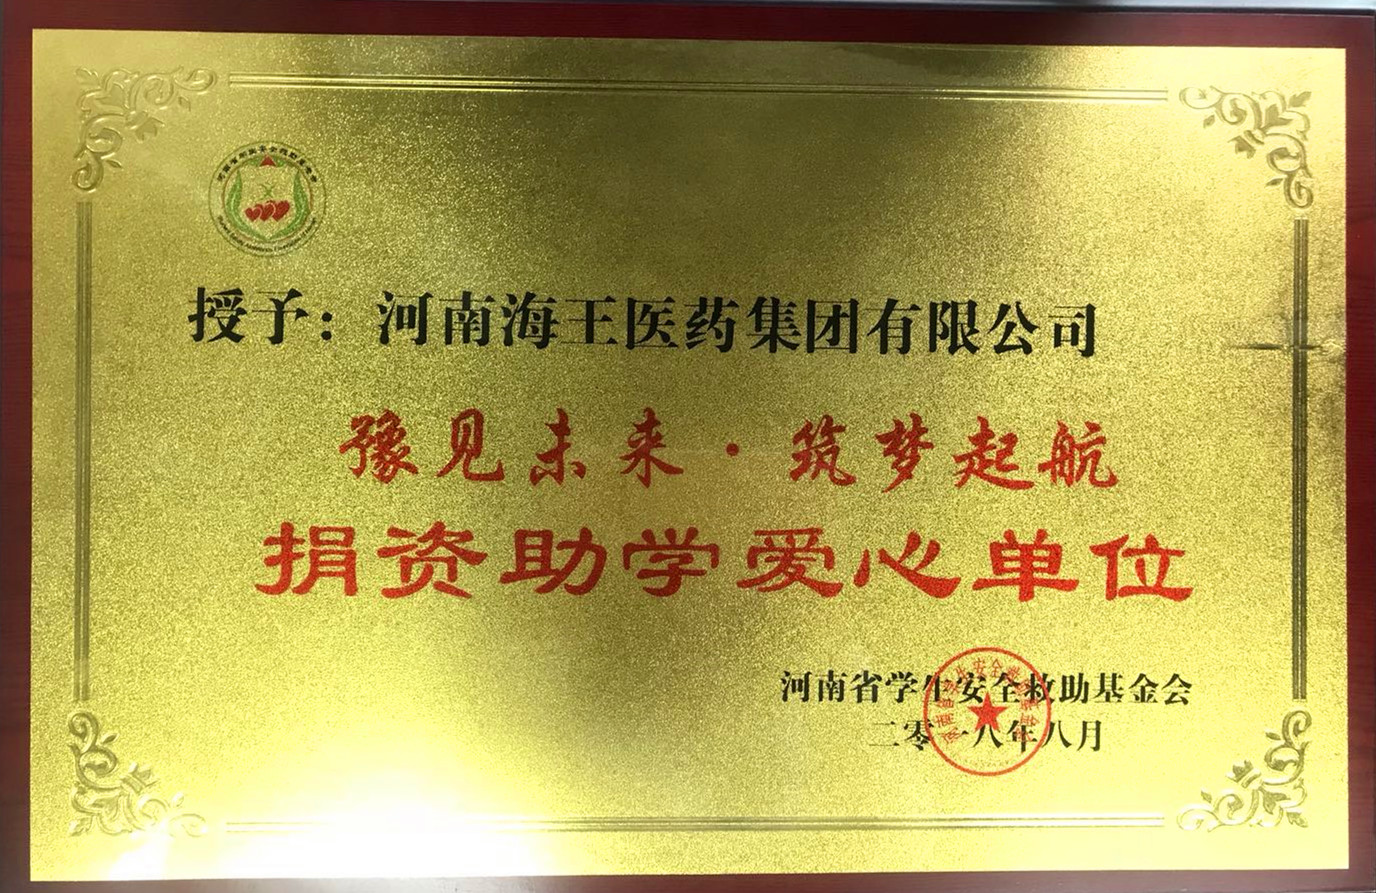 授予：河南海王医药集团有限公司
豫见未来·筑梦起航
捐资助学爱心单位
河南省学生安全救助基金会
二零一八年八月